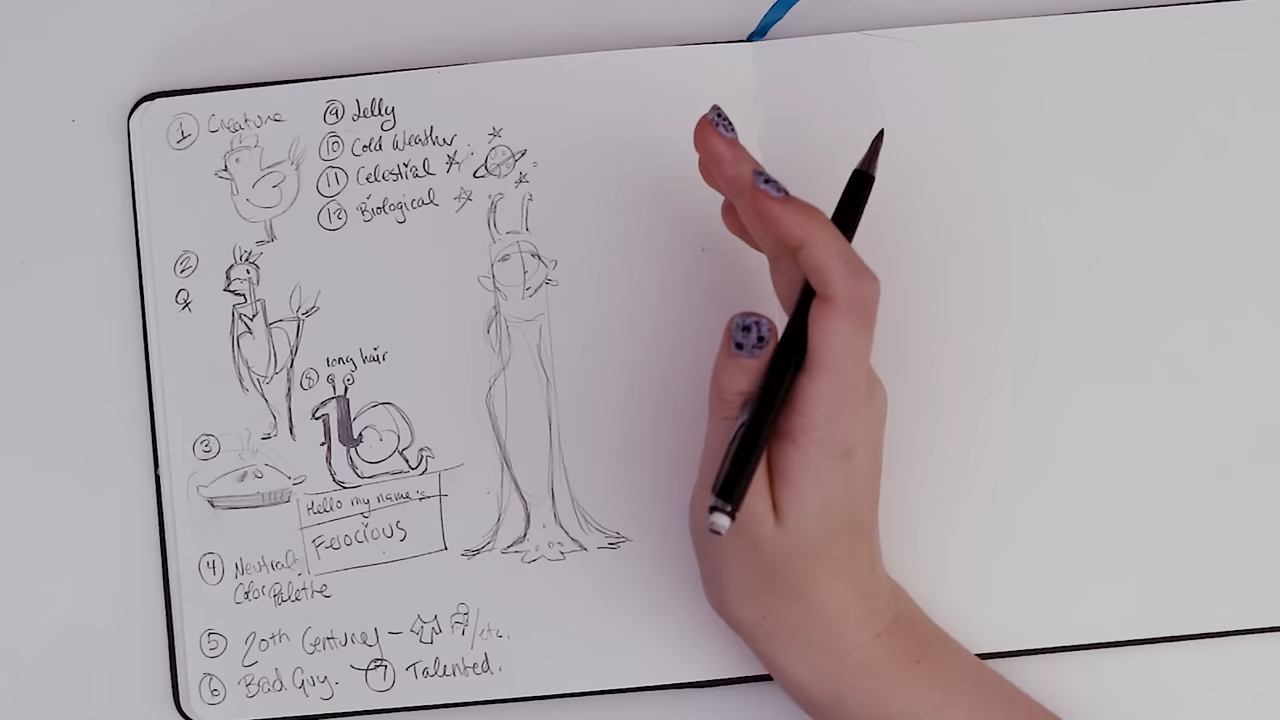 ① Creature
⑨ Jelly
⑩ Cold Weather
⑪ Celestial
⑫ Biological
②
♀
③
⑧ long hair
Hello my name is
Ferocious
④ Neutral
Color Palette
⑤ 20th Century - / etc.
⑥ Bad Guy. ⑦ Talented.